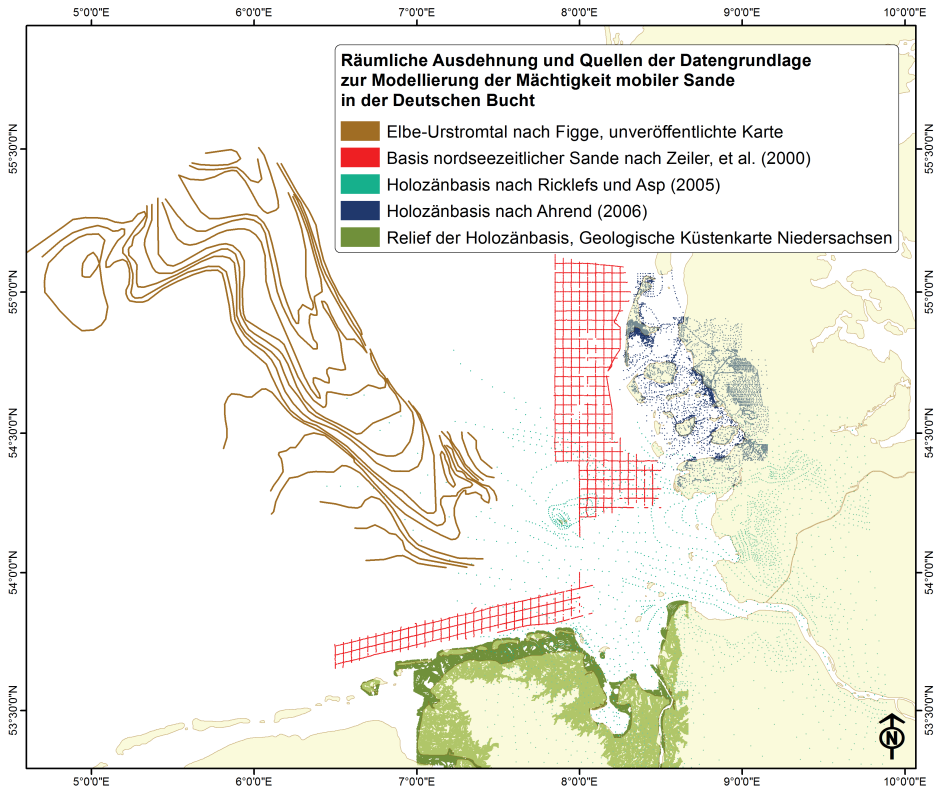 5°0'0"E 6°0'0"E 7°0'0"E 8°0'0"E 9°0'0"E 10°0'0"E
Räumliche Ausdehnung und Quellen der Datengrundlage
zur Modellierung der Mächtigkeit mobiler Sande
in der Deutschen Bucht
Elbe-Urstromtal nach Figge, unveröffentlichte Karte
Basis nordseezeitlicher Sande nach Zeiler, et al. (2000)
Holozänbasis nach Ricklefs und Asp (2005)
Holozänbasis nach Ahrend (2006)
Relief der Holozänbasis, Geologische Küstenkarte Niedersachsen
55°30'0"N
55°30'0"N
55°0'0"N
55°0'0"N
54°30'0"N
54°30'0"N
54°0'0"N
54°0'0"N
53°30'0"N
53°30'0"N
N
5°0'0"E 6°0'0"E 7°0'0"E 8°0'0"E 9°0'0"E 10°0'0"E